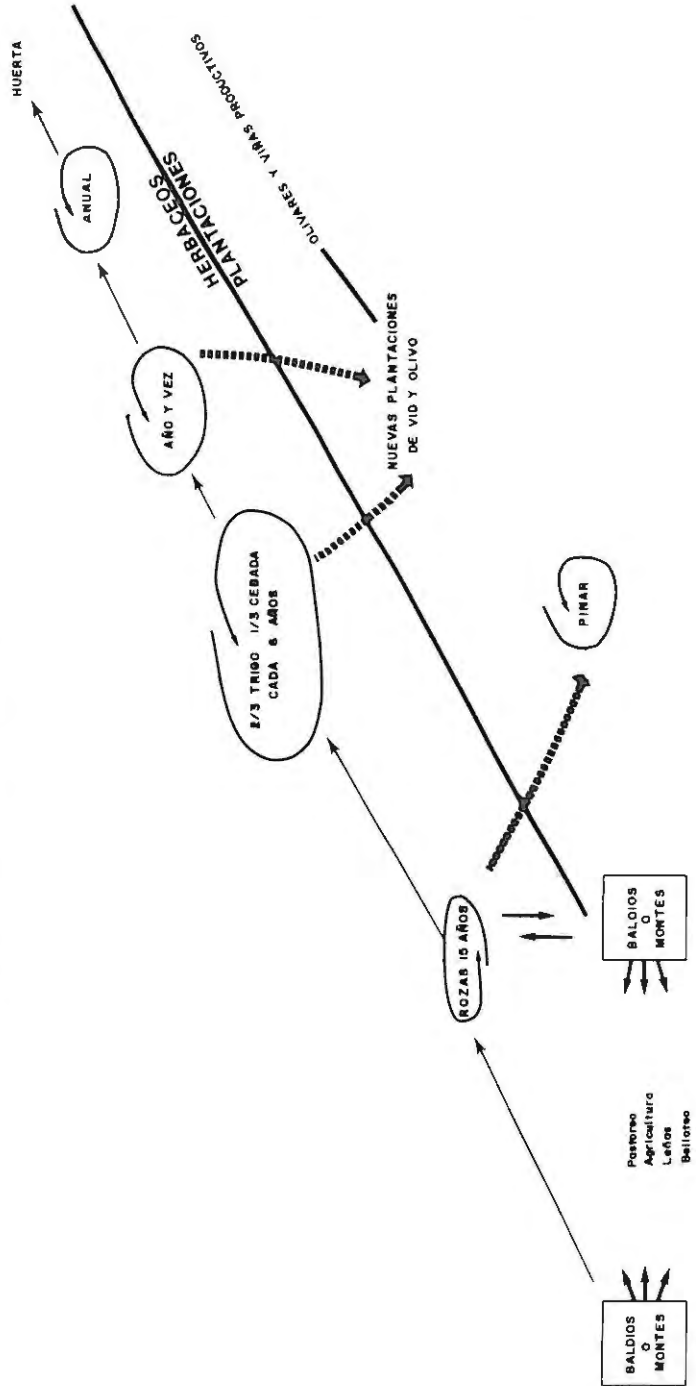 HUERTA
ANUAL
HERBACEOS
PLANTACIONES
OLIVARES Y VIÑAS PRODUCTIVOS
AÑO Y VEZ
NUEVAS PLANTACIONES
DE VID Y OLIVO
2/3 TRIGO 1/3 CEBADA
CADA 6 AÑOS
PINAR
ROZAS 15 AÑOS
BALDIOS
O
MONTES
Pastoreo
Agricultura
Leñas
Belloteo
BALDIOS
O
MONTES